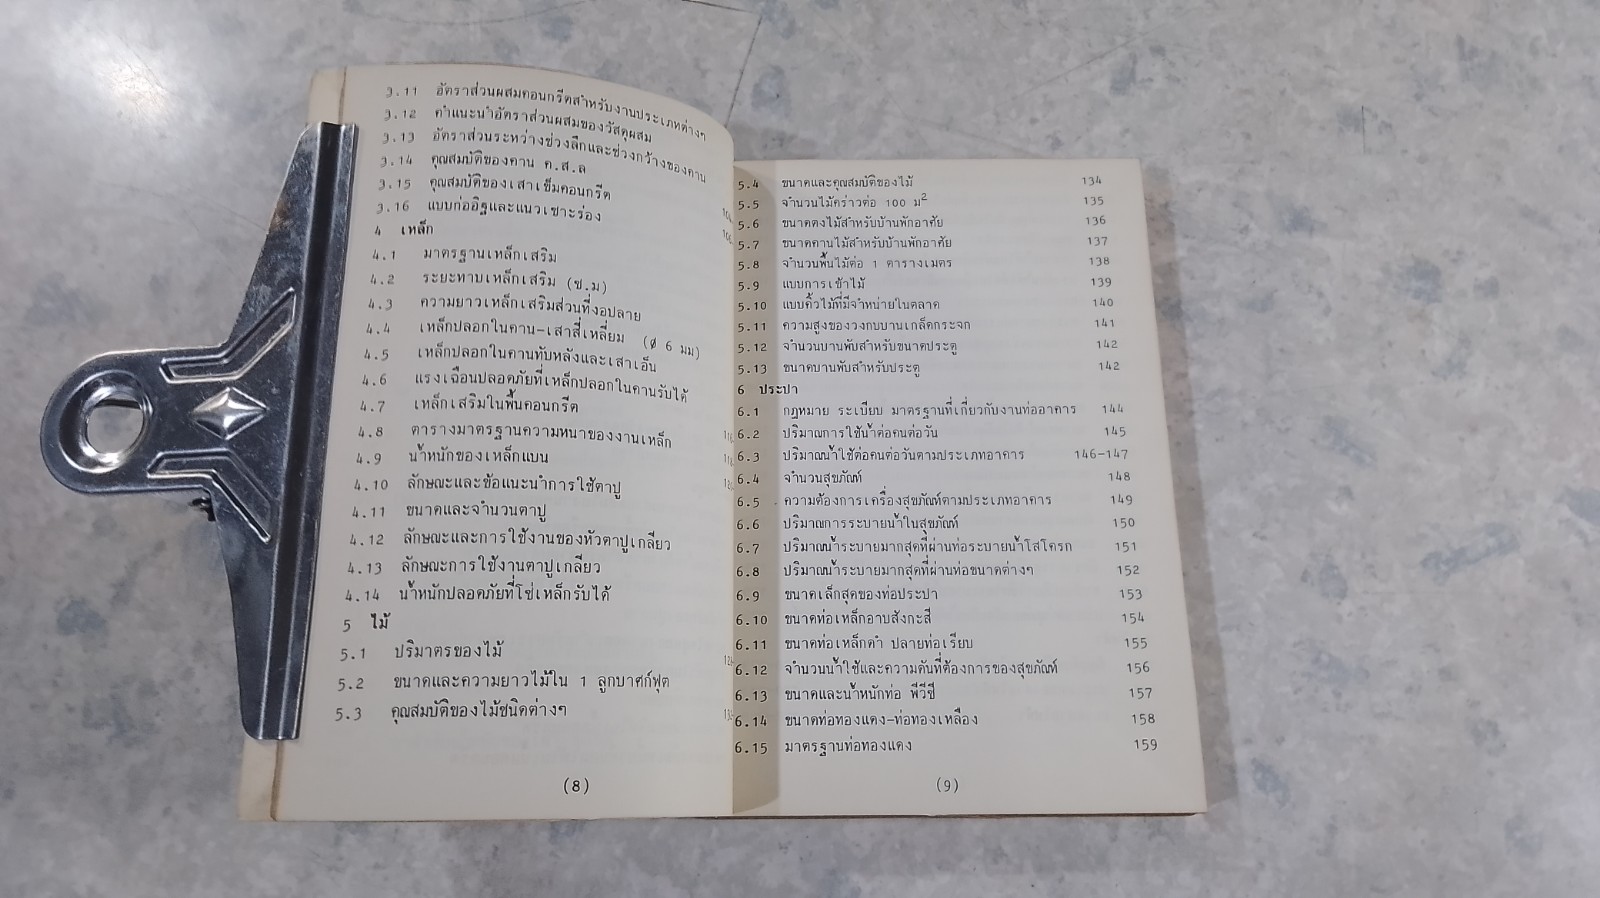 3.11 อัตราส่วนผสมคอนกรีตสำหรับงานประเภทต่างๆ
3.12 คำแนะนำอัตราส่วนผสมของวัสดุผสม
3.13 อัตราส่วนระหว่างช่วงลึกและช่วงกว้างของคาน
3.14 คุณสมบัติของคาน ค.ส.ล
3.15 คุณสมบัติของเสาเข็มคอนกรีต
3.16 แบบก่ออิฐและแนวเซาะร่อง
4 เหล็ก
4.1 มาตรฐานเหล็กเสริม
4.2 ระยะทาบเหล็กเสริม (ซ.ม)
4.3 ความยาวเหล็กเสริมส่วนที่งอปลาย
4.4 เหล็กปลอกในคาน-เสาสี่เหลี่ยม (ø 6 มม)
4.5 เหล็กปลอกในคานทับหลังและเสาเอ็น
4.6 แรงเฉือนปลอดภัยที่เหล็กปลอกในคานรับได้
4.7 เหล็กเสริมในพื้นคอนกรีต
4.8 ตารางมาตรฐานความหนาของงานเหล็ก
4.9 น้ำหนักของเหล็กแบน
4.10 ลักษณะและข้อแนะนำการใช้ตาปู
4.11 ขนาดและจำนวนตาปู
4.12 ลักษณะและการใช้งานของหัวตาปูเกลียว
4.13 ลักษณะการใช้งานตาปูเกลียว
4.14 น้ำหนักปลอดภัยที่โซ่เหล็กรับได้
5 ไม้
5.1 ปริมาตรของไม้
5.2 ขนาดและความยาวไม้ใน 1 ลูกบาศก์ฟุต
5.3 คุณสมบัติของไม้ชนิดต่างๆ
(8)
5.4 ขนาดและคุณสมบัติของไม้ 134
5.5 จำนวนไม้คร่าวต่อ 100 ม² 135
5.6 ขนาดตงไม้สำหรับบ้านพักอาศัย 136
5.7 ขนาดคานไม้สำหรับบ้านพักอาศัย 137
5.8 จำนวนพื้นไม้ต่อ 1 ตารางเมตร 138
5.9 แบบการเข้าไม้ 139
5.10 แบบคิ้วไม้ที่มีจำหน่ายในตลาด 140
5.11 ความสูงของวงกบบานเกล็ดกระจก 141
5.12 จำนวนบานพับสำหรับขนาดประตู 142
5.13 ขนาดบานพับสำหรับประตู 142
6 ประปา
6.1 กฎหมาย ระเบียบ มาตรฐานที่เกี่ยวกับงานท่ออาคาร 144
6.2 ปริมาณการใช้น้ำต่อคนต่อวัน 145
6.3 ปริมาณน้ำใช้ต่อคนต่อวันตามประเภทอาคาร 146-147
6.4 จำนวนสุขภัณฑ์ 148
6.5 ความต้องการเครื่องสุขภัณฑ์ตามประเภทอาคาร 149
6.6 ปริมาณการระบายน้ำในสุขภัณฑ์ 150
6.7 ปริมาณน้ำระบายมากสุดที่ผ่านท่อระบายน้ำโสโครก 151
6.8 ปริมาณน้ำระบายมากสุดที่ผ่านท่อขนาดต่างๆ 152
6.9 ขนาดเล็กสุดของท่อประปา 153
6.10 ขนาดท่อเหล็กอาบสังกะสี 154
6.11 ขนาดท่อเหล็กดำ ปลายท่อเรียบ 155
6.12 จำนวนน้ำใช้และความดันที่ต้องการของสุขภัณฑ์ 156
6.13 ขนาดและน้ำหนักท่อ พีวีซี 157
6.14 ขนาดท่อทองแดง-ท่อทองเหลือง 158
6.15 มาตรฐานท่อทองแดง 159
(9)